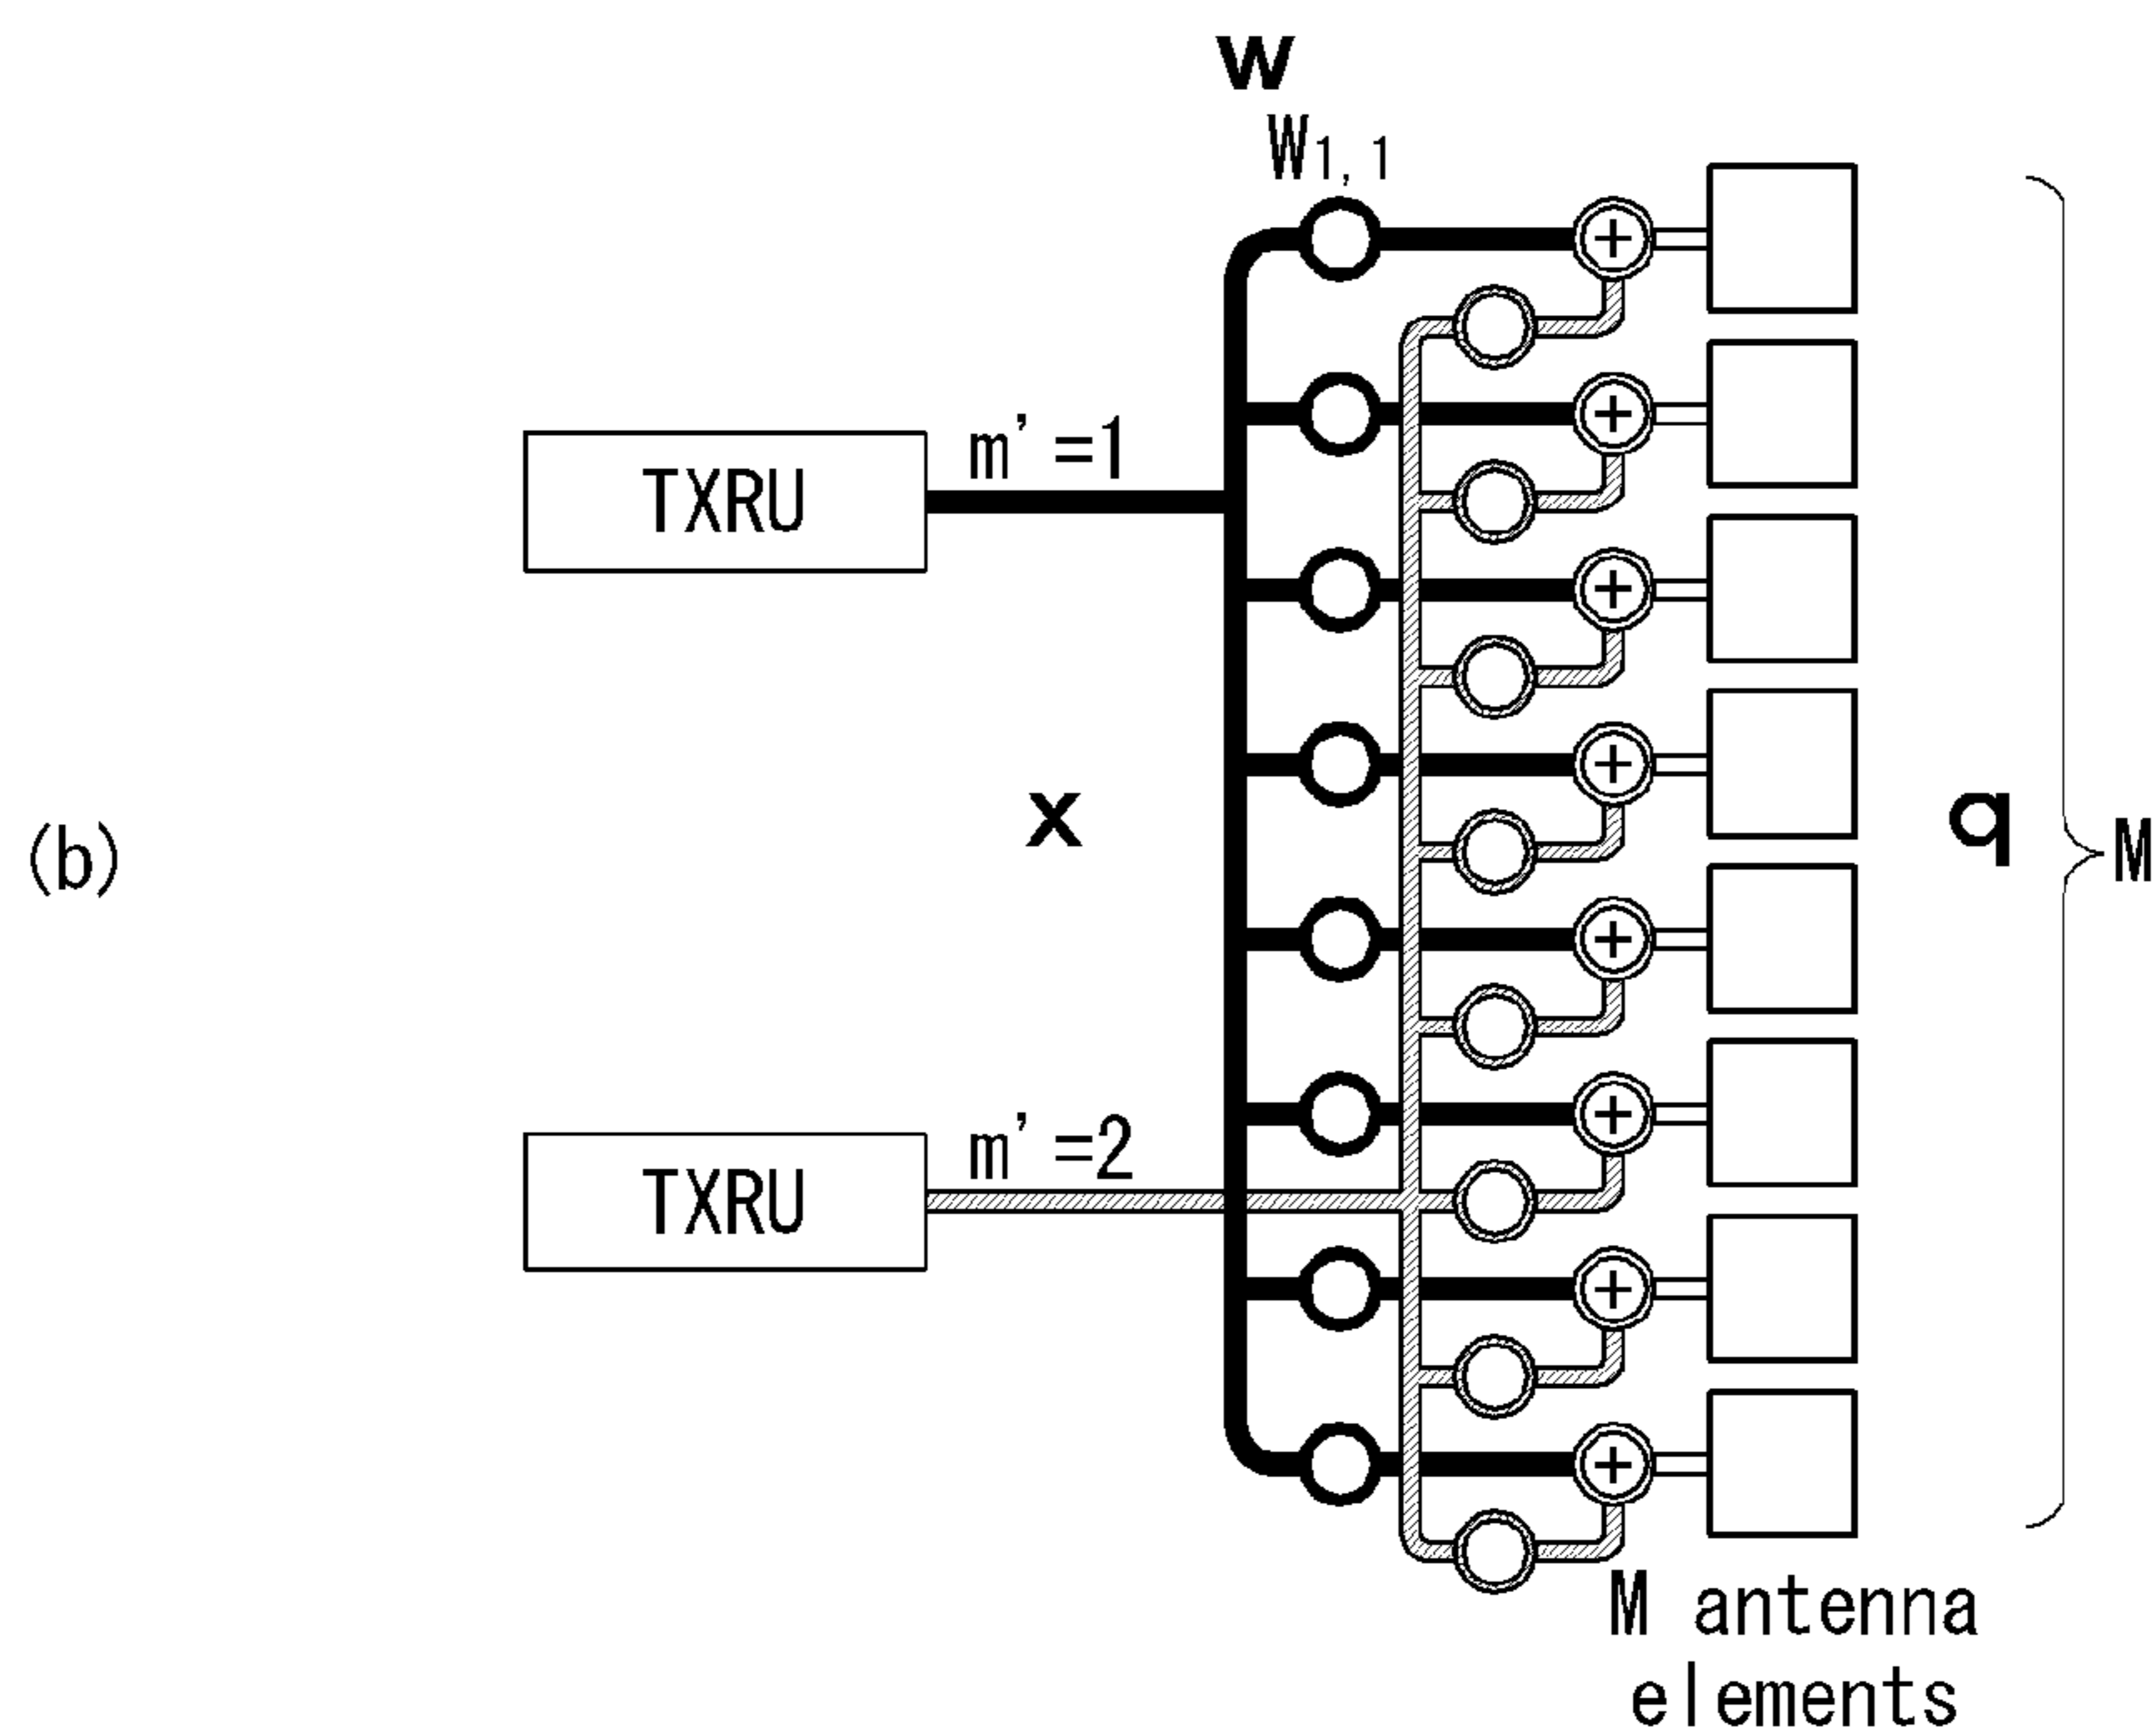 w
W1,1
m'=1
TXRU
x
q
(b)
M
m'=2
TXRU
+
+
+
+
+
+
+
+
M antenna
elements